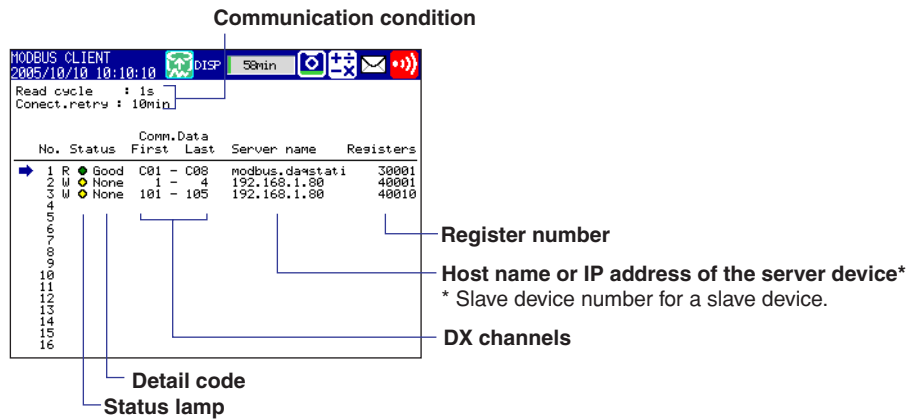 Communication condition
MODBUS CLIENT
2005/10/10 10:10:10 DISP 58min
Read cycle : 1s
Conect.retry : 10min
Comm.Data
No. Status First Last Server name Registers
1 R Good C01 - C08 modbus.daqstati 30001
2 W None 1 - 4 192.168.1.80 40001
3 W None 101 - 105 192.168.1.80 40010
4
5
6
7
8
9
10
11
12
13
14
15
16
Register number
Host name or IP address of the server device*
* Slave device number for a slave device.
DX channels
Detail code
Status lamp